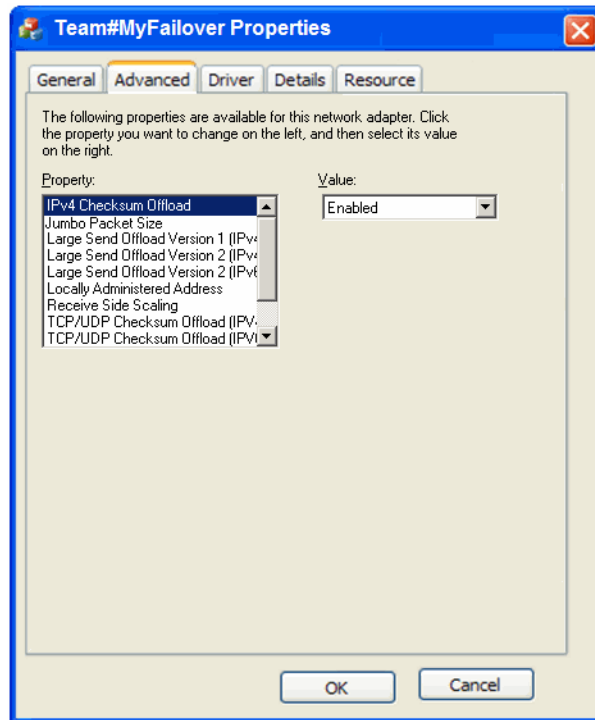 Team#MyFailover Properties
General Advanced Driver Details Resource
The following properties are available for this network adapter. Click
the property you want to change on the left, and then select its value
on the right.
Property:
Value:
IPv4 Checksum Offload
Jumbo Packet Size
Large Send Offload Version 1 (IPv4
Large Send Offload Version 2 (IPv4
Large Send Offload Version 2 (IPv6
Locally Administered Address
Receive Side Scaling
TCP/UDP Checksum Offload (IPV4
TCP/UDP Checksum Offload (IPV
Enabled
OK
Cancel